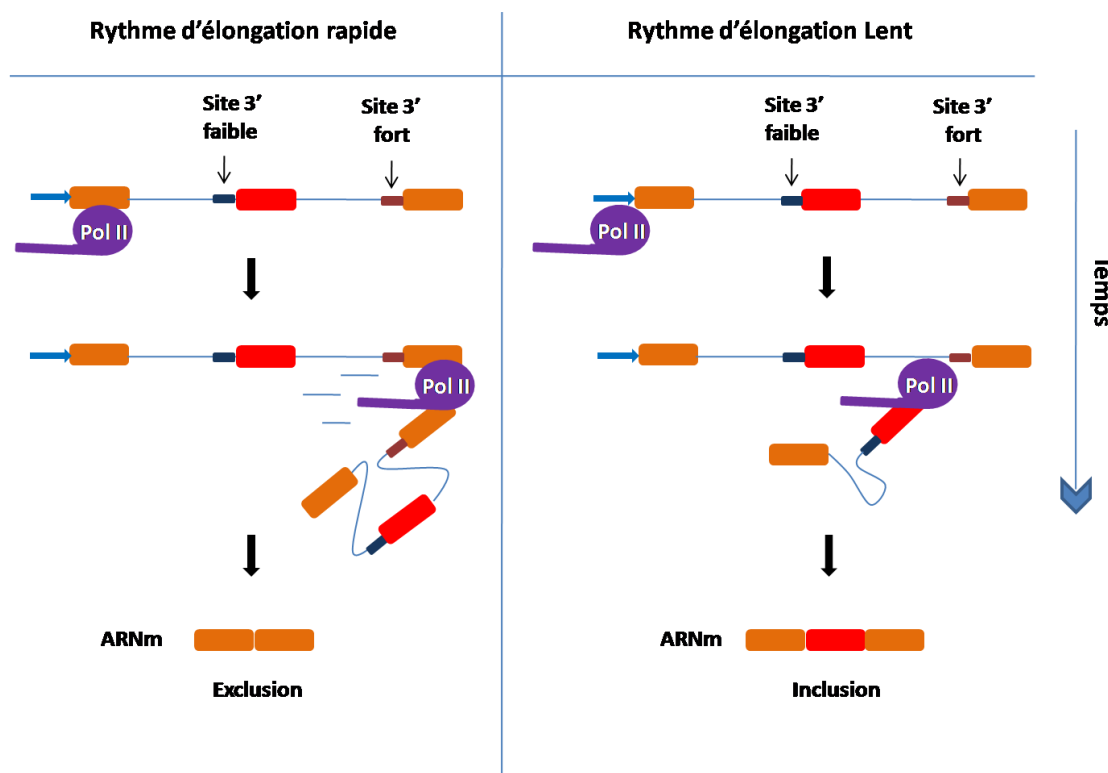 Rythme d'élongation rapide
Rythme d'élongation Lent
Site 3'
faible
Site 3'
fort
Site 3'
faible
Site 3'
fort
Pol II
Pol II
Temps
Pol II
Pol II
ARNm
Exclusion
ARNm
Inclusion